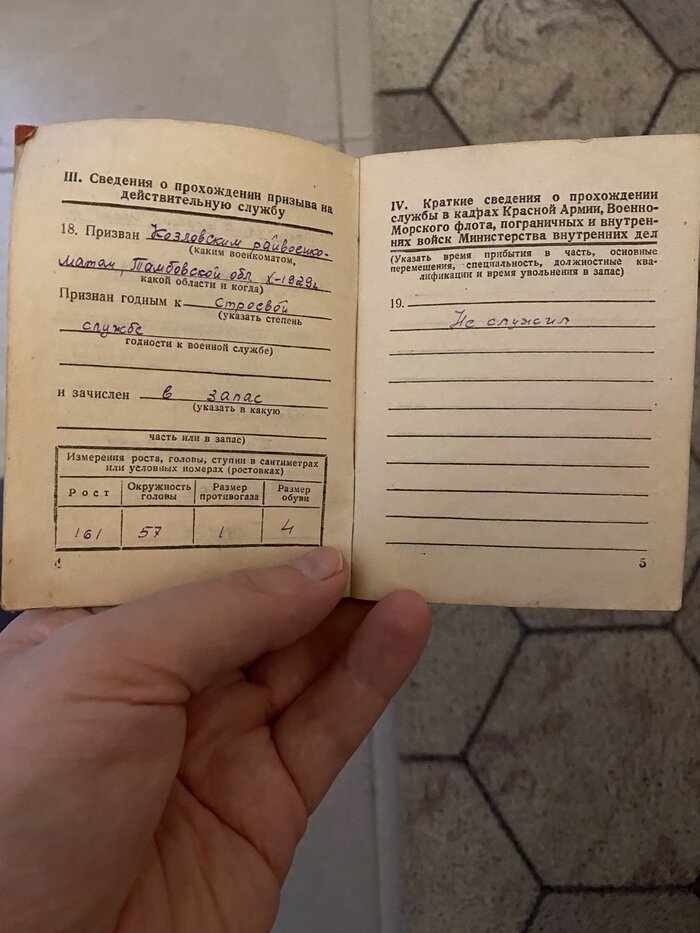 III. Сведения о прохождении призыва на
действительную службу
18. Призван Козловским райвоенко-
(каким военкоматом,
матом, Тамбовской обл X-1929г
какой области и когда)
Признан годным к строевой
(указать степень
службе
годности к военной службе)
и зачислен в запас
(указать в какую
часть или в запас)
Измерения роста, головы, ступни в сантиметрах
или условных номерах (ростовках)
Рост Окружность головы Размер противогаза Размер обуви
161 57 1 4
4
IV. Краткие сведения о прохождении
службы в кадрах Красной Армии, Военно-
Морского флота, пограничных и внутрен-
них войск Министерства внутренних дел
(Указать время прибытия в часть, основные
перемещения, специальность, должностные ква-
лификации и время увольнения в запас)
19.
Не служил
5